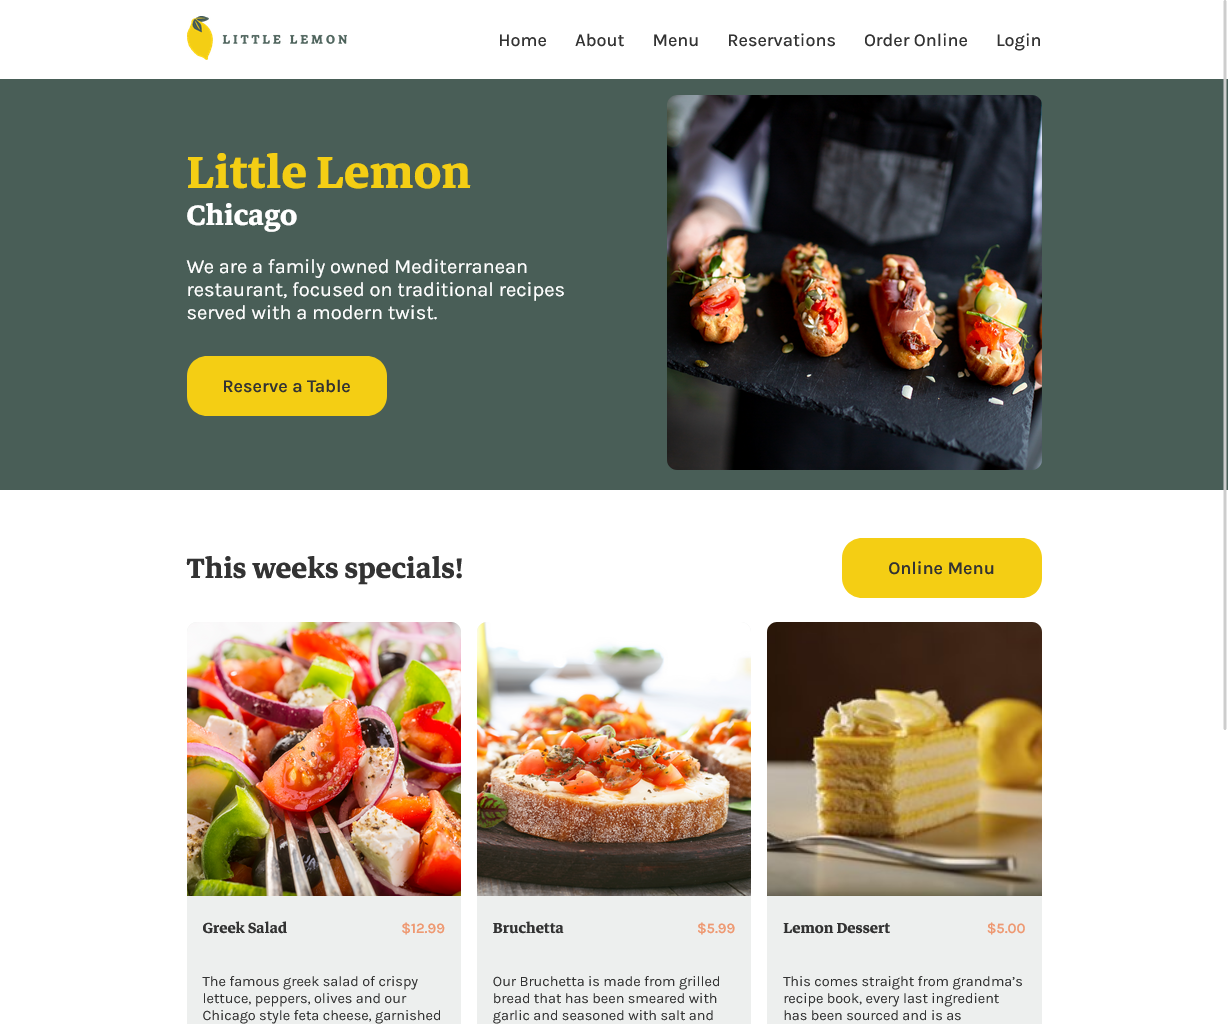 LITTLE LEMON
Home About Menu Reservations Order Online Login
Little Lemon
Chicago
We are a family owned Mediterranean
restaurant, focused on traditional recipes
served with a modern twist.
Reserve a Table
This weeks specials!
Online Menu
Greek Salad $12.99
The famous greek salad of crispy
lettuce, peppers, olives and our
Chicago style feta cheese, garnished
Bruchetta $5.99
Our Bruchetta is made from grilled
bread that has been smeared with
garlic and seasoned with salt and
Lemon Dessert $5.00
This comes straight from grandma’s
recipe book, every last ingredient
has been sourced and is as